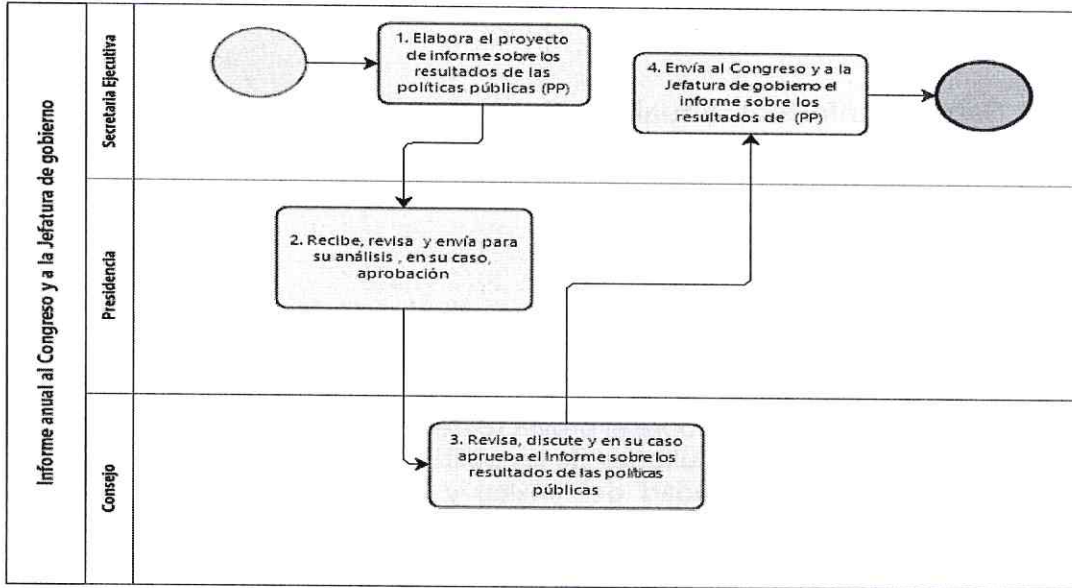 Informe anual al Congreso y a la Jefatura de gobierno
Secretaria Ejecutiva
1. Elabora el proyecto
de informe sobre los
resultados de las
políticas públicas (PP)
4. Envía al Congreso y a la
Jefatura de gobierno el
informe sobre los
resultados de (PP)
Presidencia
2. Recibe, revisa y envía para
su análisis , en su caso,
aprobación
Consejo
3. Revisa, discute y en su caso
aprueba el Informe sobre los
resultados de las políticas
públicas